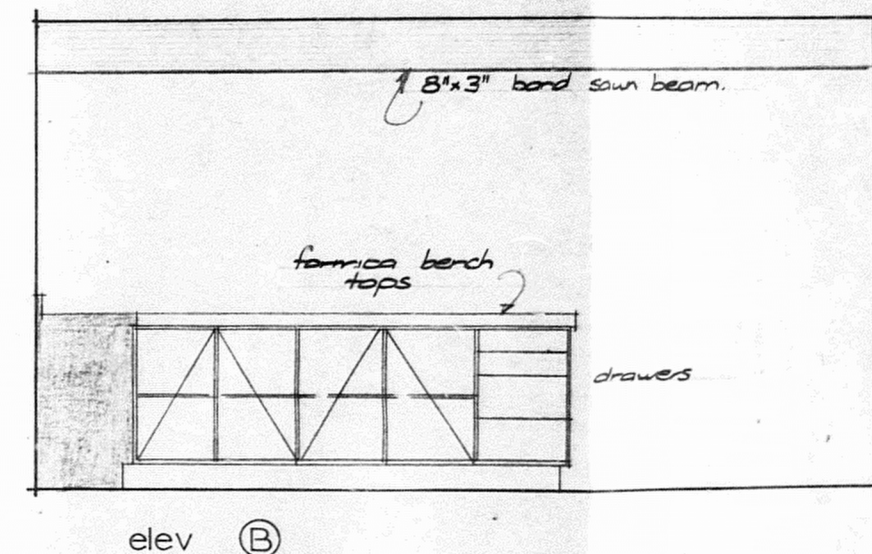 8"x3" band sawn beam.
formica bench
tops
drawers
elev B